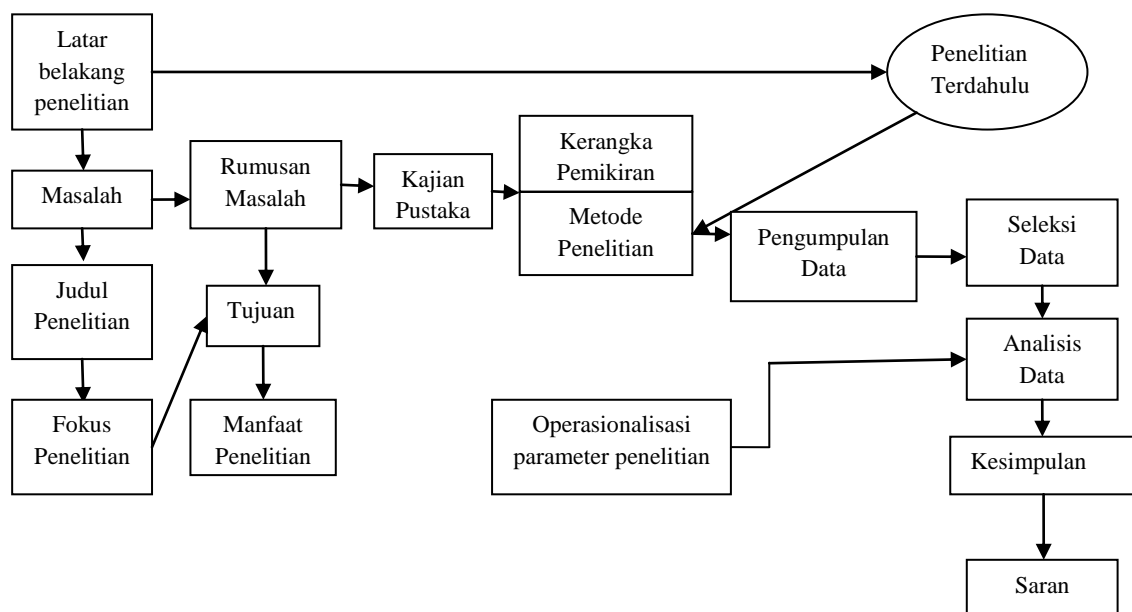 Latar
belakang
penelitian
Penelitian
Terdahulu
Masalah
Rumusan
Masalah
Kajian
Pustaka
Kerangka
Pemikiran
Metode
Penelitian
Pengumpulan
Data
Seleksi
Data
Judul
Penelitian
Tujuan
Analisis
Data
Fokus
Penelitian
Manfaat
Penelitian
Operasionalisasi
parameter penelitian
Kesimpulan
Saran